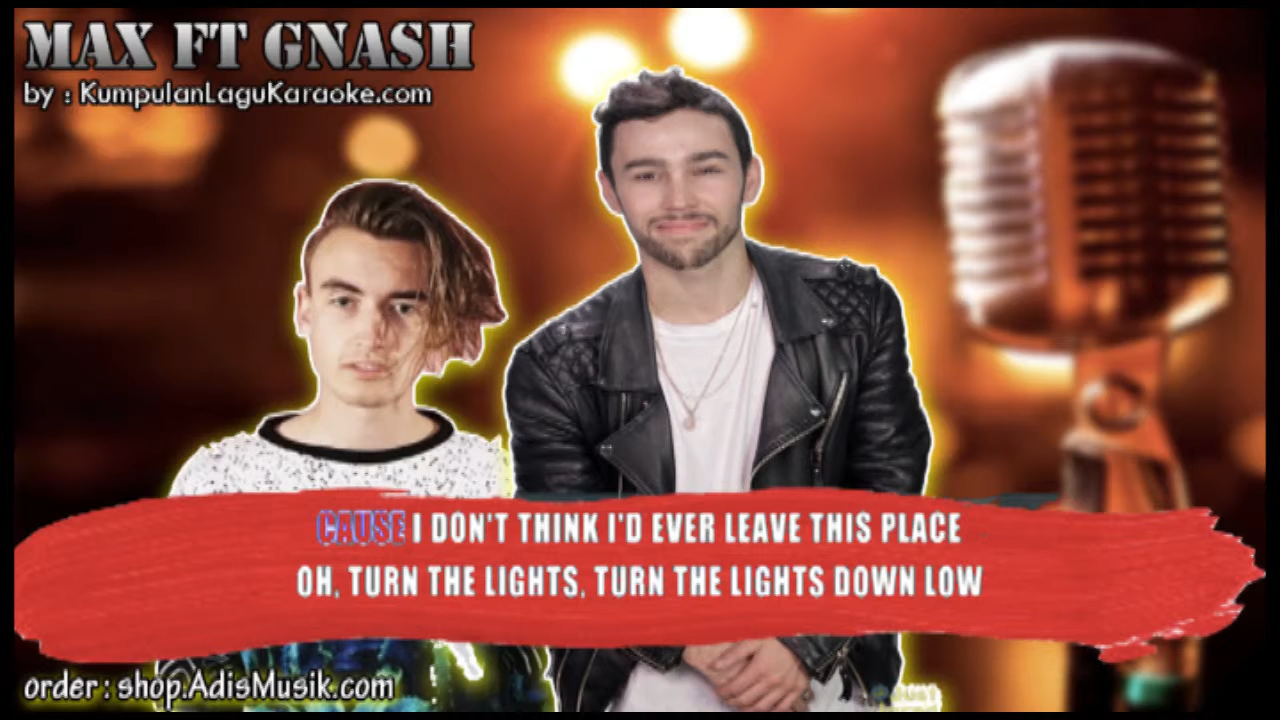 MAX FT GNASH
by : KumpulanLaguKaraoke.com
CAUSE I DON'T THINK I'D EVER LEAVE THIS PLACE
OH, TURN THE LIGHTS, TURN THE LIGHTS DOWN LOW
order : shop.AdisMusik.com